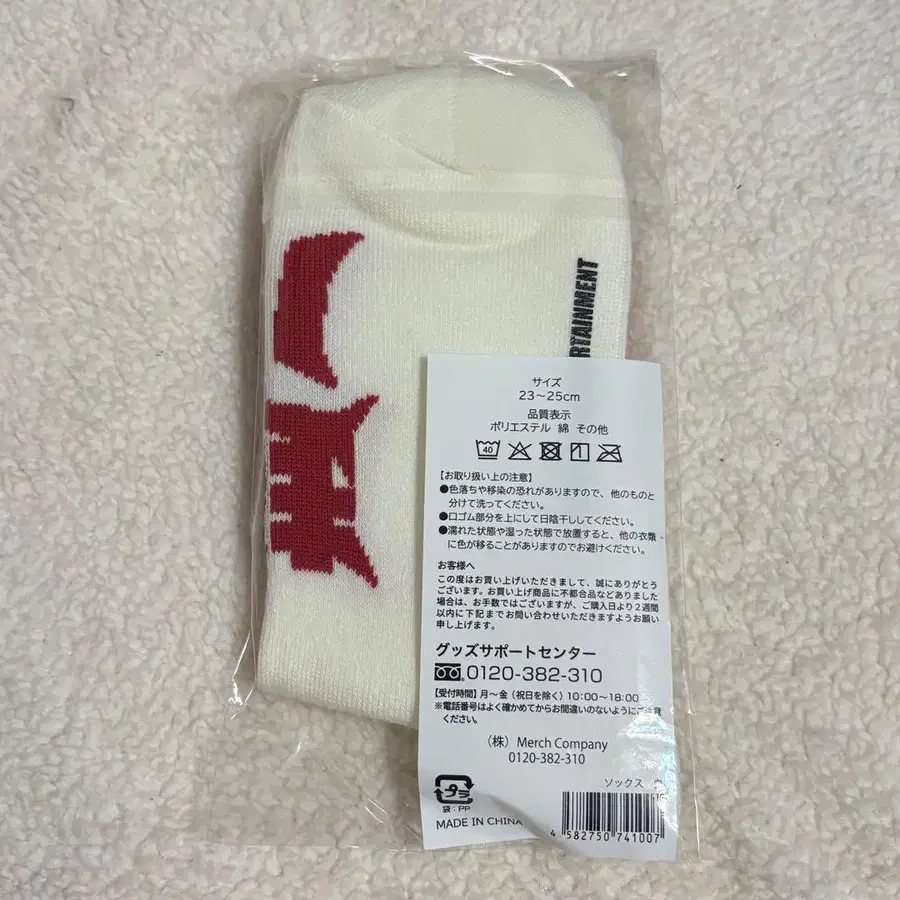 RTAINMENT
サイズ
23～25cm
品質表示
ポリエステル 綿 その他
40
【お取り扱い上の注意】
●色落ちや移染の恐れがありますので、他のものと
分けて洗ってください。
●口ゴム部分を上にして日陰干ししてください。
●濡れた状態や湿った状態で放置すると、他の衣類
に色が移ることがありますのでお避けください。
お客様へ
この度はお買い上げいただきまして、誠にありがとう
ございます。お買い上げ商品に不都合品などありました
場合は、お手数ではございますが、ご購入日より2週間
以内に下記までお問い合わせいただきますようお願い
申し上げます。
グッズサポートセンター
0120-382-310
【受付時間】月～金（祝日を除く）10:00～18:00
※電話番号はよく確かめてからお間違いのないようにご注意
ください。
（株）Merch Company
0120-382-310
ソックス
プラ
袋：PP
MADE IN CHINA
4 582750 741007